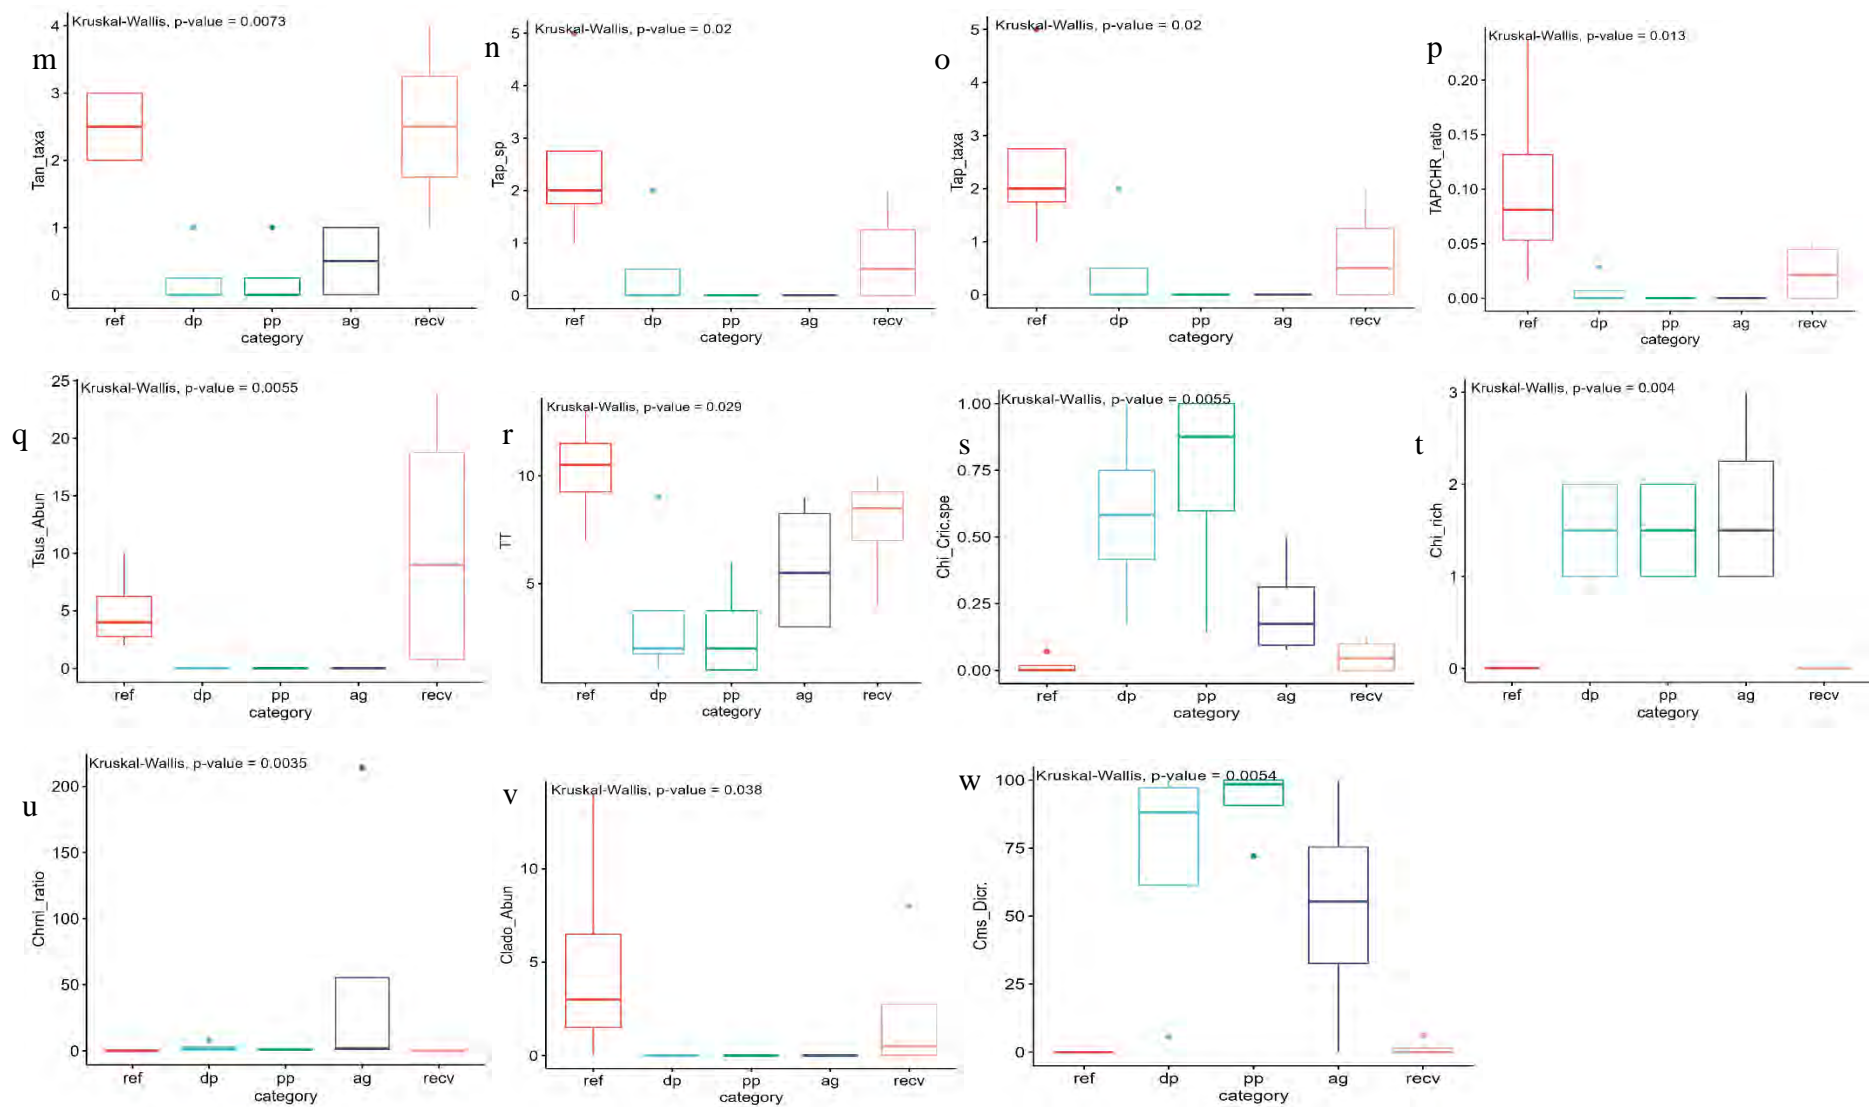 m
Kruskal-Wallis, p-value = 0.0073
Tan_taxa
4
3
2
1
0
ref dp pp ag recv
category
n
Kruskal-Wallis, p-value = 0.02
Tap_sp
5
4
3
2
1
0
ref dp pp ag recv
category
o
Kruskal-Wallis, p-value = 0.02
Tap_taxa
5
4
3
2
1
0
ref dp pp ag recv
category
p
Kruskal-Wallis, p-value = 0.013
TAPCHR_ratio
0.20
0.15
0.10
0.05
0.00
ref dp pp ag recv
category
q
Kruskal-Wallis, p-value = 0.0055
Tsus_Abun
25
20
15
10
5
0
ref dp pp ag recv
category
r
Kruskal-Wallis, p-value = 0.029
TT
10
5
ref dp pp ag recv
category
s
Kruskal-Wallis, p-value = 0.0055
Chi_Cric.spe
1.00
0.75
0.50
0.25
0.00
ref dp pp ag recv
category
t
Kruskal-Wallis, p-value = 0.004
Chi_rich
3
2
1
0
ref dp pp ag recv
category
u
Kruskal-Wallis, p-value = 0.0035
Chrni_ratio
200
150
100
50
0
ref dp pp ag recv
category
v
Kruskal-Wallis, p-value = 0.038
Clado_Abun
10
5
0
ref dp pp ag recv
category
w
Kruskal-Wallis, p-value = 0.0054
Cms_Dicr.
100
75
50
25
0
ref dp pp ag recv
category